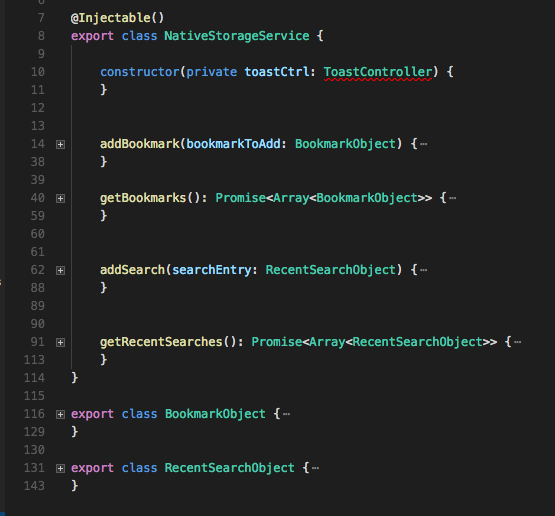 7 @Injectable()
8 export class NativeStorageService {
9
10 constructor(private toastCtrl: ToastController) {
11 }
12
13
14 addBookmark(bookmarkToAdd: BookmarkObject) {⋯
38 }
39
40 getBookmarks(): Promise<Array<BookmarkObject>> {⋯
59 }
60
61
62 addSearch(searchEntry: RecentSearchObject) {⋯
88 }
89
90
91 getRecentSearches(): Promise<Array<RecentSearchObject>> {⋯
113 }
114 }
115
116 export class BookmarkObject {⋯
129 }
130
131 export class RecentSearchObject {⋯
143 }